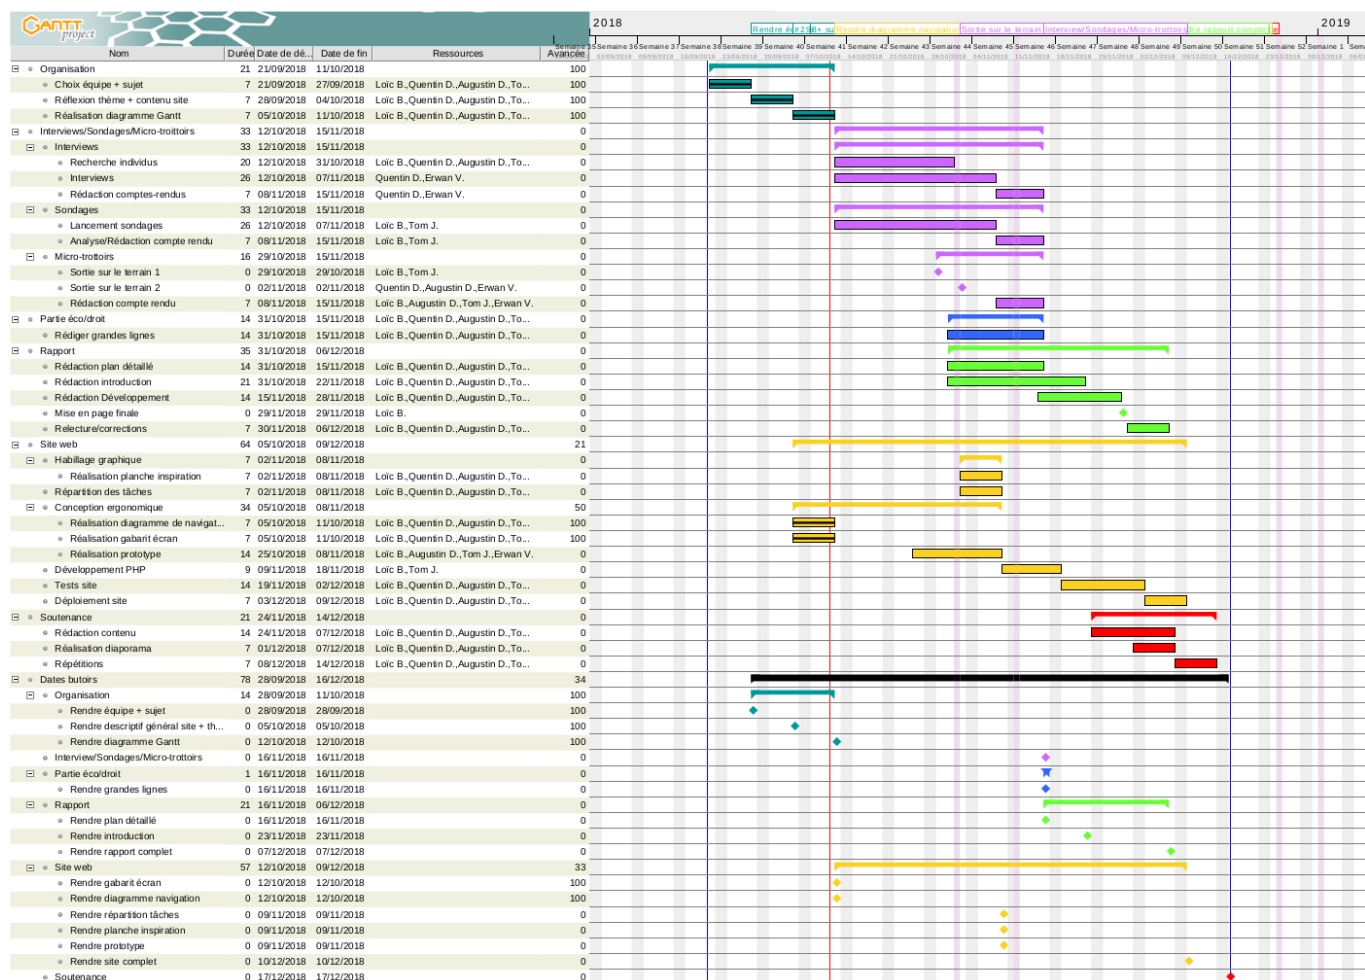 GANTT
project
2018
2019
Rendre diagramme navigation
Sortie sur le terrain
Interview/Sondages/Micro-trottoirs
Nom Durée Date de dé... Date de fin Ressources Avancée
Semaine 36 Semaine 37 Semaine 38 Semaine 39 40 41 42 43 44 45 46 47 48 49 50 51 52 Semaine 1
Organisation 21 21/09/2018 11/10/2018 100
Choix équipe + sujet 7 21/09/2018 27/09/2018 Loïc B.,Quentin D.,Augustin D.,To... 100
Réflexion thème + contenu site 7 28/09/2018 04/10/2018 Loïc B.,Quentin D.,Augustin D.,To... 100
Réalisation diagramme Gantt 7 05/10/2018 11/10/2018 Loïc B.,Quentin D.,Augustin D.,To... 100
Interviews/Sondages/Micro-troittoirs 33 12/10/2018 15/11/2018 0
Interviews 33 12/10/2018 15/11/2018 0
Recherche individus 20 12/10/2018 31/10/2018 Loïc B.,Quentin D.,Augustin D.,To... 0
Interviews 26 12/10/2018 07/11/2018 Quentin D.,Erwan V. 0
Rédaction comptes-rendus 7 08/11/2018 15/11/2018 Quentin D.,Erwan V. 0
Sondages 33 12/10/2018 15/11/2018 0
Lancement sondages 26 12/10/2018 07/11/2018 Loïc B.,Tom J. 0
Analyse/Rédaction compte rendu 7 08/11/2018 15/11/2018 Loïc B.,Tom J. 0
Micro-trottoirs 16 29/10/2018 15/11/2018 0
Sortie sur le terrain 1 0 29/10/2018 29/10/2018 Loïc B.,Tom J. 0
Sortie sur le terrain 2 0 02/11/2018 02/11/2018 Quentin D.,Augustin D.,Erwan V. 0
Rédaction compte rendu 7 08/11/2018 15/11/2018 Loïc B.,Augustin D.,Tom J.,Erwan V. 0
Partie éco/droit 14 31/10/2018 15/11/2018 Loïc B.,Quentin D.,Augustin D.,To... 0
Rédiger grandes lignes 14 31/10/2018 15/11/2018 Loïc B.,Quentin D.,Augustin D.,To... 0
Rapport 35 31/10/2018 06/12/2018 0
Rédaction plan détaillé 14 31/10/2018 15/11/2018 Loïc B.,Quentin D.,Augustin D.,To... 0
Rédaction introduction 21 31/10/2018 22/11/2018 Loïc B.,Quentin D.,Augustin D.,To... 0
Rédaction Développement 14 15/11/2018 28/11/2018 Loïc B.,Quentin D.,Augustin D.,To... 0
Mise en page finale 0 29/11/2018 29/11/2018 Loïc B. 0
Relecture/corrections 7 30/11/2018 06/12/2018 Loïc B.,Quentin D.,Augustin D.,To... 0
Site web 64 05/10/2018 09/12/2018 21
Habillage graphique 7 02/11/2018 08/11/2018 0
Réalisation planche inspiration 7 02/11/2018 08/11/2018 Loïc B.,Quentin D.,Augustin D.,To... 0
Répartition des tâches 7 02/11/2018 08/11/2018 Loïc B.,Quentin D.,Augustin D.,To... 0
Conception ergonomique 34 05/10/2018 08/11/2018 50
Réalisation diagramme de navigat... 7 05/10/2018 11/10/2018 Loïc B.,Quentin D.,Augustin D.,To... 100
Réalisation gabarit écran 7 05/10/2018 11/10/2018 Loïc B.,Quentin D.,Augustin D.,To... 100
Réalisation prototype 14 25/10/2018 08/11/2018 Loïc B.,Augustin D.,Tom J.,Erwan V. 0
Développement PHP 9 09/11/2018 18/11/2018 Loïc B.,Tom J. 0
Tests site 14 19/11/2018 02/12/2018 Loïc B.,Quentin D.,Augustin D.,To... 0
Déploiement site 7 03/12/2018 09/12/2018 Loïc B.,Quentin D.,Augustin D.,To... 0
Soutenance 21 24/11/2018 14/12/2018 0
Rédaction contenu 14 24/11/2018 07/12/2018 Loïc B.,Quentin D.,Augustin D.,To... 0
Réalisation diaporama 7 01/12/2018 07/12/2018 Loïc B.,Quentin D.,Augustin D.,To... 0
Répétitions 7 08/12/2018 14/12/2018 Loïc B.,Quentin D.,Augustin D.,To... 0
Dates butoirs 78 28/09/2018 16/12/2018 34
Organisation 14 28/09/2018 11/10/2018 100
Rendre équipe + sujet 0 28/09/2018 28/09/2018 100
Rendre descriptif général site + th... 0 05/10/2018 05/10/2018 100
Rendre diagramme Gantt 0 12/10/2018 12/10/2018 100
Interview/Sondages/Micro-trottoirs 0 16/11/2018 16/11/2018 0
Partie éco/droit 1 16/11/2018 16/11/2018 0
Rendre grandes lignes 0 16/11/2018 16/11/2018 0
Rapport 21 16/11/2018 06/12/2018 0
Rendre plan détaillé 0 16/11/2018 16/11/2018 0
Rendre introduction 0 23/11/2018 23/11/2018 0
Rendre rapport complet 0 07/12/2018 07/12/2018 0
Site web 57 12/10/2018 09/12/2018 33
Rendre gabarit écran 0 12/10/2018 12/10/2018 100
Rendre diagramme navigation 0 12/10/2018 12/10/2018 100
Rendre répartition tâches 0 09/11/2018 09/11/2018 0
Rendre planche inspiration 0 09/11/2018 09/11/2018 0
Rendre prototype 0 09/11/2018 09/11/2018 0
Rendre site complet 0 10/12/2018 10/12/2018 0
Soutenance 0 17/12/2018 17/12/2018 0